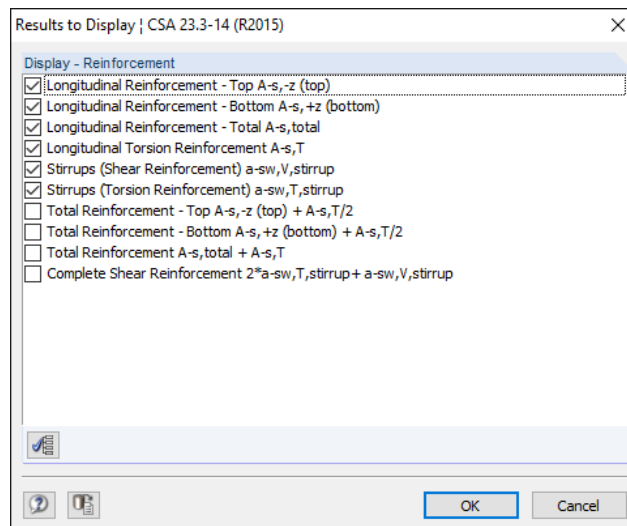 Results to Display ¦ CSA 23.3-14 (R2015)
Display - Reinforcement
Longitudinal Reinforcement - Top A-s,-z (top)
Longitudinal Reinforcement - Bottom A-s,+z (bottom)
Longitudinal Reinforcement - Total A-s,total
Longitudinal Torsion Reinforcement A-s,T
Stirrups (Shear Reinforcement) a-sw,V,stirrup
Stirrups (Torsion Reinforcement) a-sw,T,stirrup
Total Reinforcement - Top A-s,-z (top) + A-s,T/2
Total Reinforcement - Bottom A-s,+z (bottom) + A-s,T/2
Total Reinforcement A-s,total + A-s,T
Complete Shear Reinforcement 2*a-sw,T,stirrup+ a-sw,V,stirrup
OK
Cancel